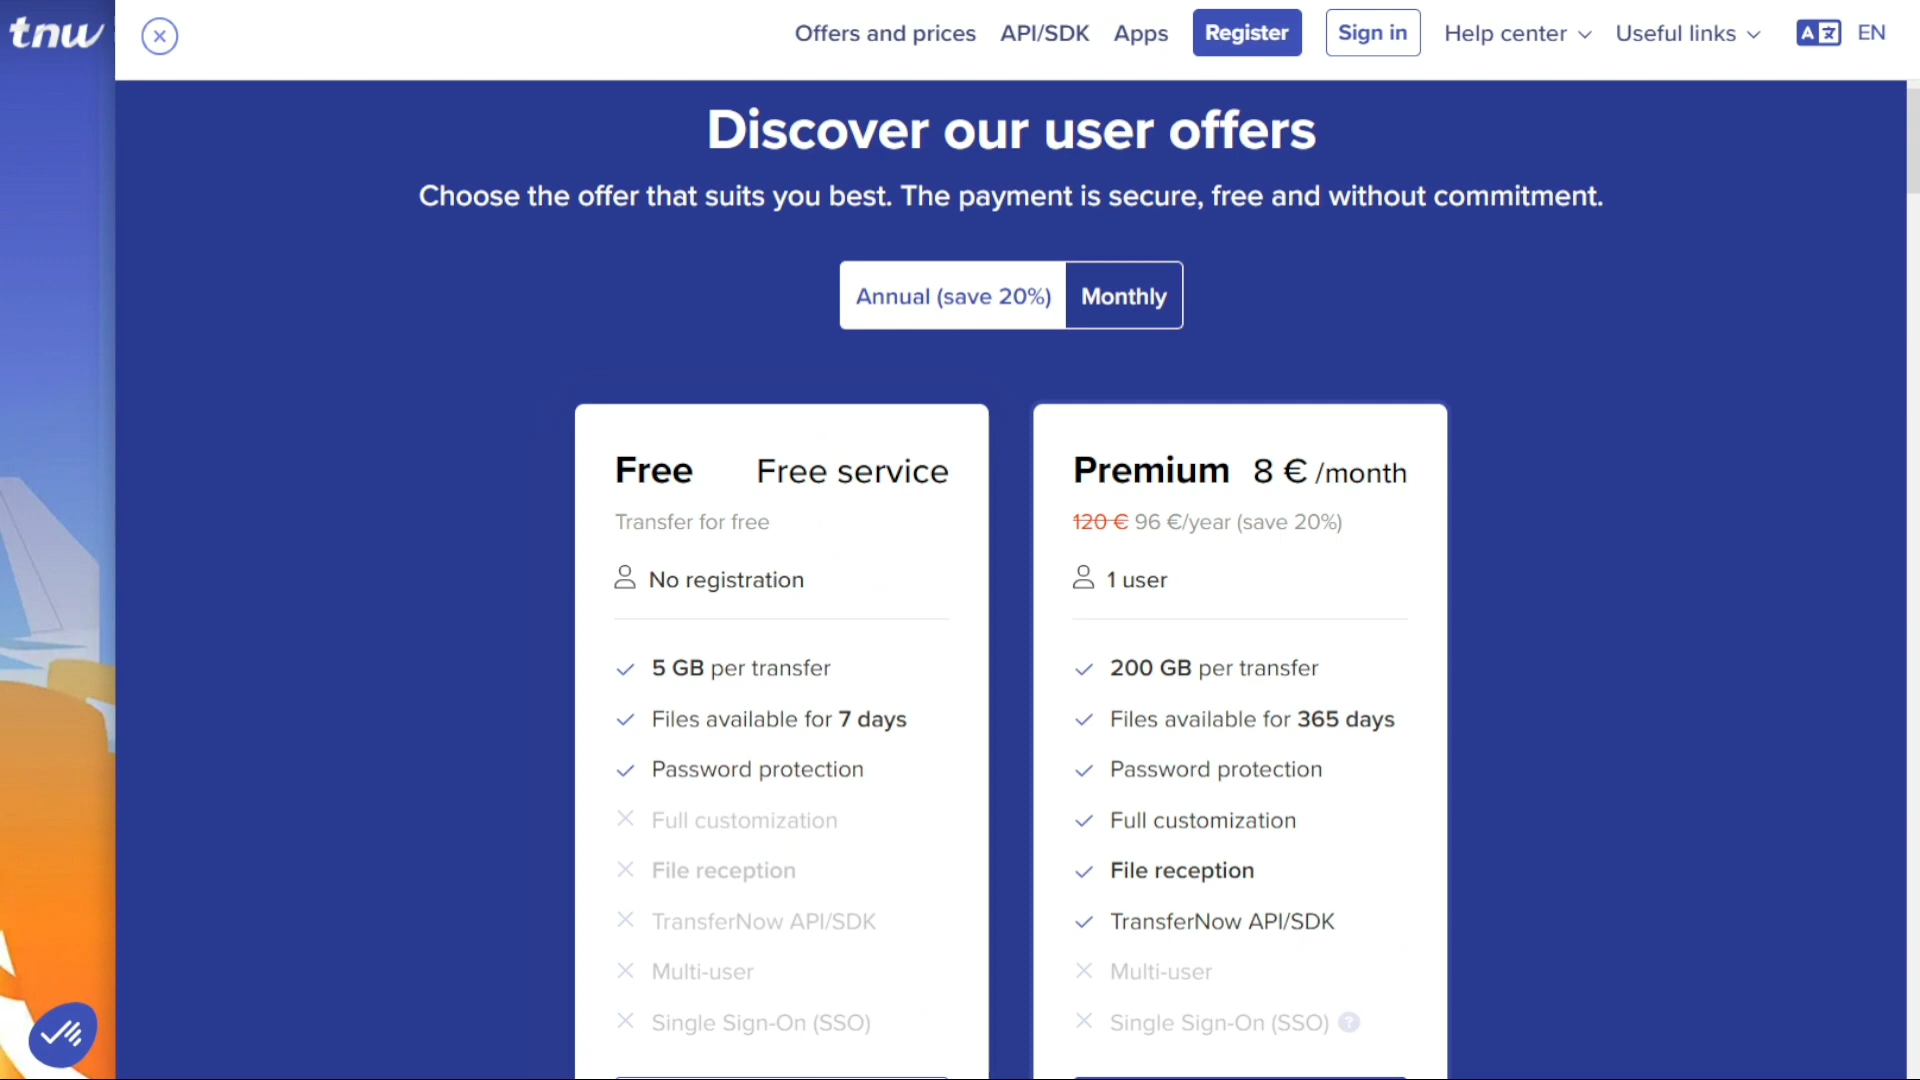 tnw
Offers and prices API/SDK Apps Register Sign in Help center Useful links EN
Discover our user offers
Choose the offer that suits you best. The payment is secure, free and without commitment.
Annual (save 20%) Monthly
Free Free service
Transfer for free
No registration
5 GB per transfer
Files available for 7 days
Password protection
Full customization
File reception
TransferNow API/SDK
Multi-user
Single Sign-On (SSO)
Premium 8 € /month
120 € 96 €/year (save 20%)
1 user
200 GB per transfer
Files available for 365 days
Password protection
Full customization
File reception
TransferNow API/SDK
Multi-user
Single Sign-On (SSO) ?